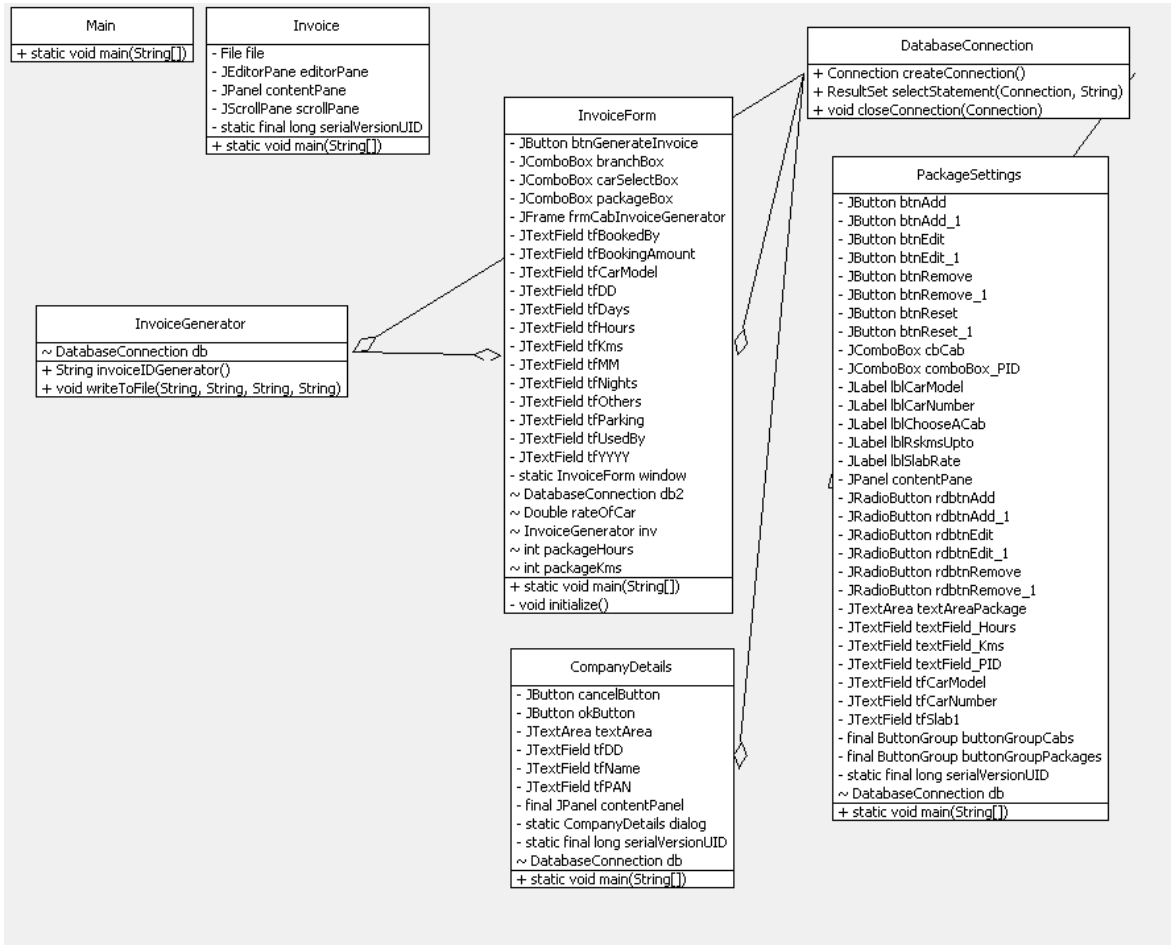 Main
+ static void main(String[])
Invoice
- File file
- JEditorPane editorPane
- JPanel contentPane
- JScrollPane scrollPane
- static final long serialVersionUID
+ static void main(String[])
DatabaseConnection
+ Connection createConnection()
+ ResultSet selectStatement(Connection, String)
+ void closeConnection(Connection)
InvoiceForm
- JButton btnGenerateInvoice
- JComboBox branchBox
- JComboBox carSelectBox
- JComboBox packageBox
- JFrame frmCabInvoiceGenerator
- JTextField tfBookedBy
- JTextField tfBookingAmount
- JTextField tfCarModel
- JTextField tfDD
- JTextField tfDays
- JTextField tfHours
- JTextField tfKms
- JTextField tfMM
- JTextField tfNights
- JTextField tfOthers
- JTextField tfParking
- JTextField tfUsedBy
- JTextField tfYYYY
- static InvoiceForm window
~ DatabaseConnection db2
~ Double rateOfCar
~ InvoiceGenerator inv
~ int packageHours
~ int packageKms
+ static void main(String[])
- void initialize()
PackageSettings
- JButton btnAdd
- JButton btnAdd_1
- JButton btnEdit
- JButton btnEdit_1
- JButton btnRemove
- JButton btnRemove_1
- JButton btnReset
- JButton btnReset_1
- JComboBox cbCab
- JComboBox comboBox_PID
- JLabel lblCarModel
- JLabel lblCarNumber
- JLabel lblChooseACab
- JLabel lblRskmsUpto
- JLabel lblSlabRate
- JPanel contentPane
- JRadioButton rdbtnAdd
- JRadioButton rdbtnAdd_1
- JRadioButton rdbtnEdit
- JRadioButton rdbtnEdit_1
- JRadioButton rdbtnRemove
- JRadioButton rdbtnRemove_1
- JTextArea textAreaPackage
- JTextField textField_Hours
- JTextField textField_Kms
- JTextField textField_PID
- JTextField tfCarModel
- JTextField tfCarNumber
- JTextField tfSlab1
- final ButtonGroup buttonGroupCabs
- final ButtonGroup buttonGroupPackages
- static final long serialVersionUID
~ DatabaseConnection db
+ static void main(String[])
InvoiceGenerator
~ DatabaseConnection db
+ String invoiceIDGenerator()
+ void writeToFile(String, String, String, String)
CompanyDetails
- JButton cancelButton
- JButton okButton
- JTextArea textArea
- JTextField tfDD
- JTextField tfName
- JTextField tfPAN
- final JPanel contentPanel
- static CompanyDetails dialog
- static final long serialVersionUID
~ DatabaseConnection db
+ static void main(String[])